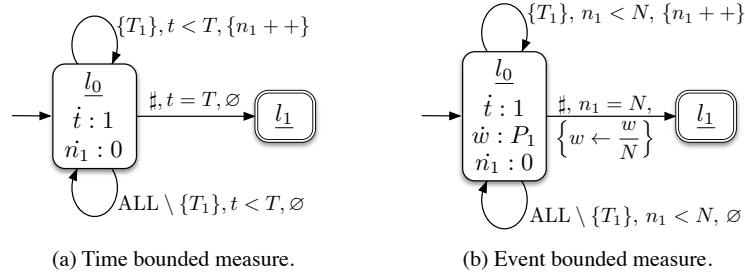 {T₁}, t < T, {n₁ + +}
l₀
ṫ : 1
ṅ₁ : 0
♯, t = T, ∅
l₁
ALL \ {T₁}, t < T, ∅
(a) Time bounded measure.
{T₁}, n₁ < N, {n₁ + +}
l₀
ṫ : 1
ẇ : P₁
ṅ₁ : 0
♯, n₁ = N,
{w ← w/N}
l₁
ALL \ {T₁}, n₁ < N, ∅
(b) Event bounded measure.